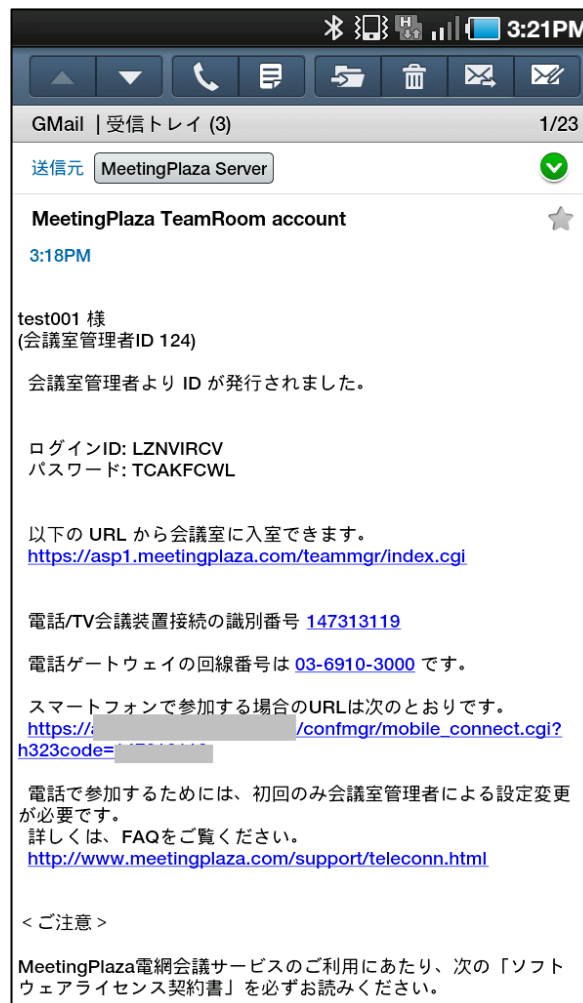 3:21PM
GMail | 受信トレイ (3) 1/23
送信元 MeetingPlaza Server
MeetingPlaza TeamRoom account
3:18PM
test001 様
(会議室管理者ID 124)
会議室管理者より ID が発行されました。
ログインID: LZNVIRCV
パスワード: TCAKFCWL
以下の URL から会議室に入室できます。
https://asp1.meetingplaza.com/teammgr/index.cgi
電話/TV会議装置接続の識別番号 147313119
電話ゲートウェイの回線番号は 03-6910-3000 です。
スマートフォンで参加する場合のURLは次のとおりです。
https:// /confmgr/mobile_connect.cgi?
h323code=
電話で参加するためには、初回のみ会議室管理者による設定変更
が必要です。
詳しくは、FAQをご覧ください。
http://www.meetingplaza.com/support/teleconn.html
＜ご注意＞
MeetingPlaza電網会議サービスのご利用にあたり、次の「ソフト
ウェアライセンス契約書」を必ずお読みください。